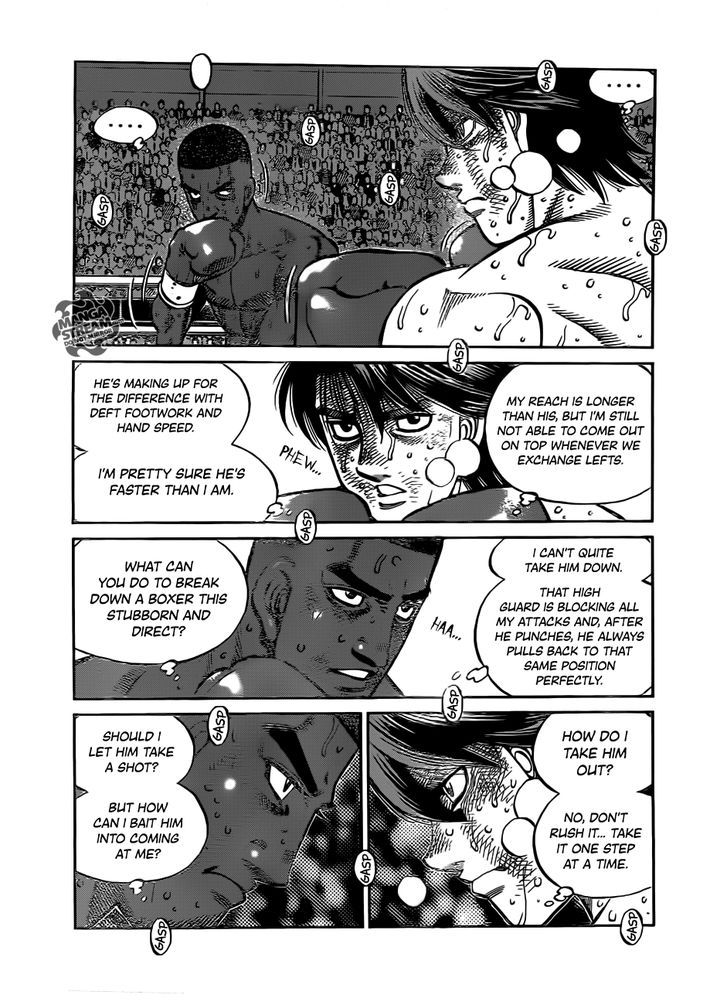 GASP
....
....
GASP
GASP
GASP
GASP
MANGA
STREAM
GASP
MY REACH IS LONGER
THAN HIS, BUT I'M STILL
NOT ABLE TO COME OUT
ON TOP WHENEVER WE
EXCHANGE LEFTS.
PHEW...
HE'S MAKING UP FOR
THE DIFFERENCE WITH
DEFT FOOTWORK AND
HAND SPEED.
I'M PRETTY SURE HE'S
FASTER THAN I AM.
GASP
I CAN'T QUITE
TAKE HIM DOWN.
THAT HIGH
GUARD IS BLOCKING ALL
MY ATTACKS AND, AFTER
HE PUNCHES, HE ALWAYS
PULLS BACK TO THAT
SAME POSITION
PERFECTLY.
HAA...
WHAT CAN
YOU DO TO BREAK
DOWN A BOXER THIS
STUBBORN AND
DIRECT?
GASP
GASP
HOW DO I
TAKE HIM
OUT?
NO, DON'T
RUSH IT... TAKE
IT ONE STEP
AT A TIME.
SHOULD I
LET HIM TAKE
A SHOT?
BUT HOW
CAN I BAIT HIM
INTO COMING
AT ME?
GASP
GASP
GASP